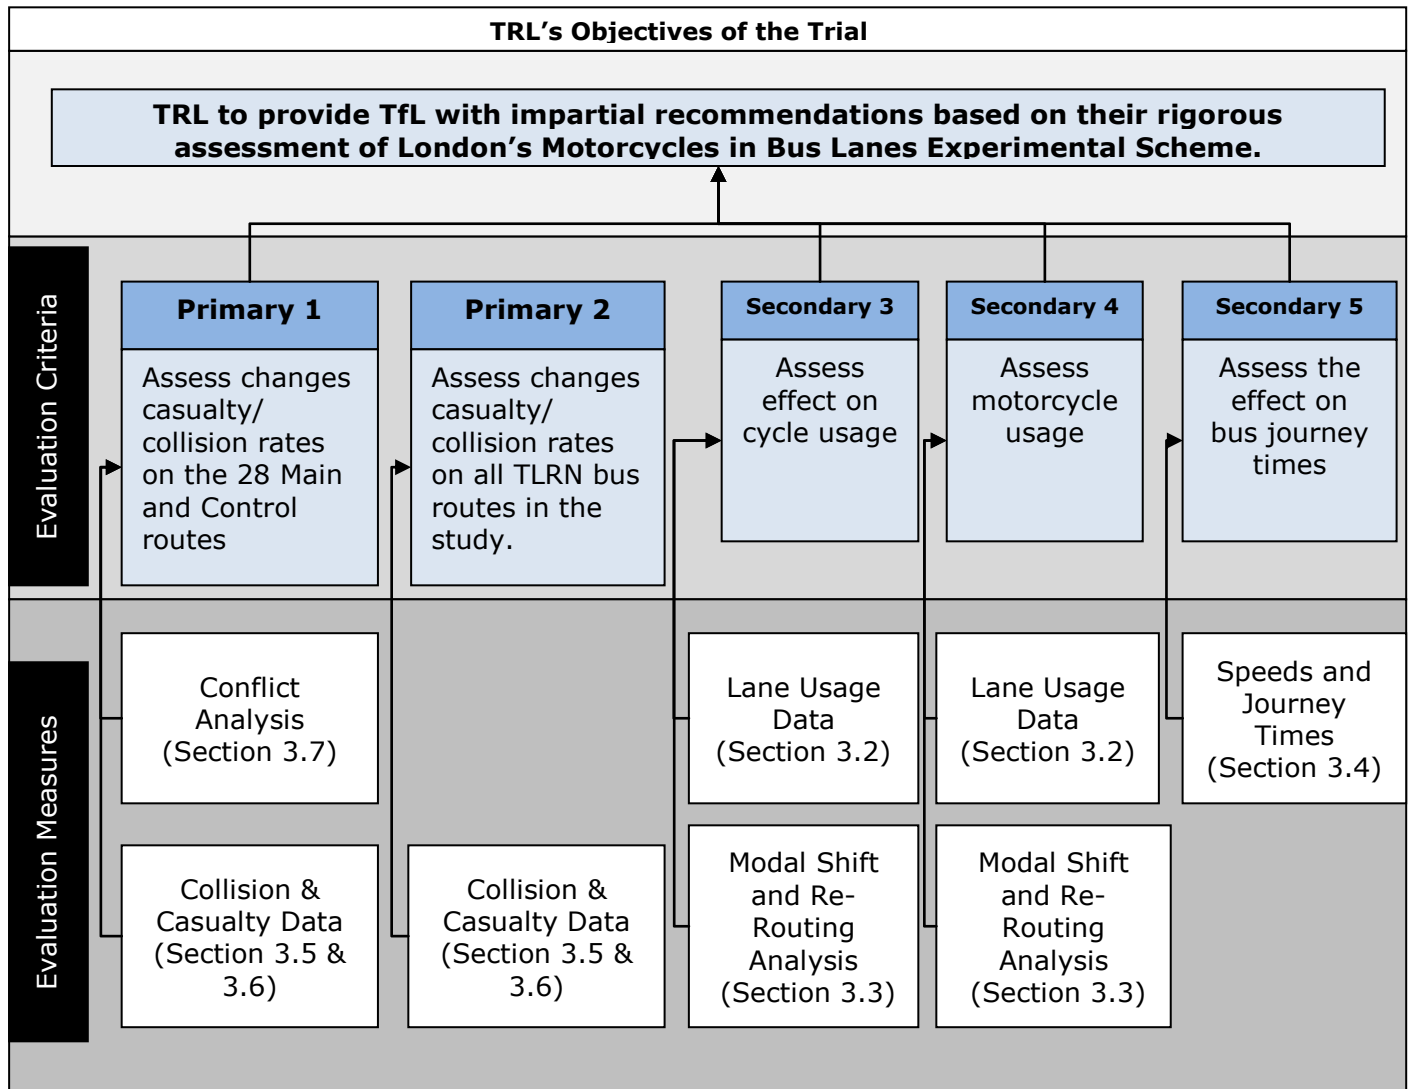 TRL’s Objectives of the Trial
TRL to provide TfL with impartial recommendations based on their rigorous
assessment of London’s Motorcycles in Bus Lanes Experimental Scheme.
Evaluation Criteria
Primary 1
Assess changes
casualty/
collision rates
on the 28 Main
and Control
routes
Primary 2
Assess changes
casualty/
collision rates
on all TLRN bus
routes in the
study.
Secondary 3
Assess
effect on
cycle usage
Secondary 4
Assess
motorcycle
usage
Secondary 5
Assess the
effect on
bus journey
times
Evaluation Measures
Conflict
Analysis
(Section 3.7)
Lane Usage
Data
(Section 3.2)
Lane Usage
Data
(Section 3.2)
Speeds and
Journey
Times
(Section 3.4)
Collision &
Casualty Data
(Section 3.5 &
3.6)
Collision &
Casualty Data
(Section 3.5 &
3.6)
Modal Shift
and Re-
Routing
Analysis
(Section 3.3)
Modal Shift
and Re-
Routing
Analysis
(Section 3.3)